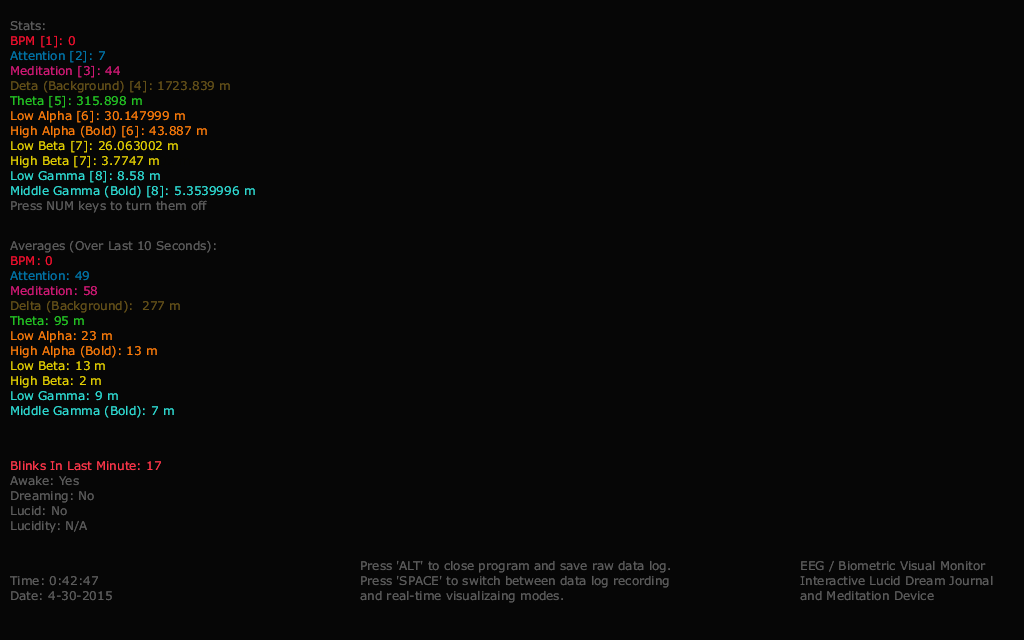 Stats:
BPM [1]: 0
Attention [2]: 7
Meditation [3]: 44
Deta (Background) [4]: 1723.839 m
Theta [5]: 315.898 m
Low Alpha [6]: 30.147999 m
High Alpha (Bold) [6]: 43.887 m
Low Beta [7]: 26.063002 m
High Beta [7]: 3.7747 m
Low Gamma [8]: 8.58 m
Middle Gamma (Bold) [8]: 5.3539996 m
Press NUM keys to turn them off
Averages (Over Last 10 Seconds):
BPM: 0
Attention: 49
Meditation: 58
Delta (Background):  277 m
Theta: 95 m
Low Alpha: 23 m
High Alpha (Bold): 13 m
Low Beta: 13 m
High Beta: 2 m
Low Gamma: 9 m
Middle Gamma (Bold): 7 m
Blinks In Last Minute: 17
Awake: Yes
Dreaming: No
Lucid: No
Lucidity: N/A
Time: 0:42:47
Date: 4-30-2015
Press 'ALT' to close program and save raw data log.
Press 'SPACE' to switch between data log recording
and real-time visualizaing modes.
EEG / Biometric Visual Monitor
Interactive Lucid Dream Journal
and Meditation Device